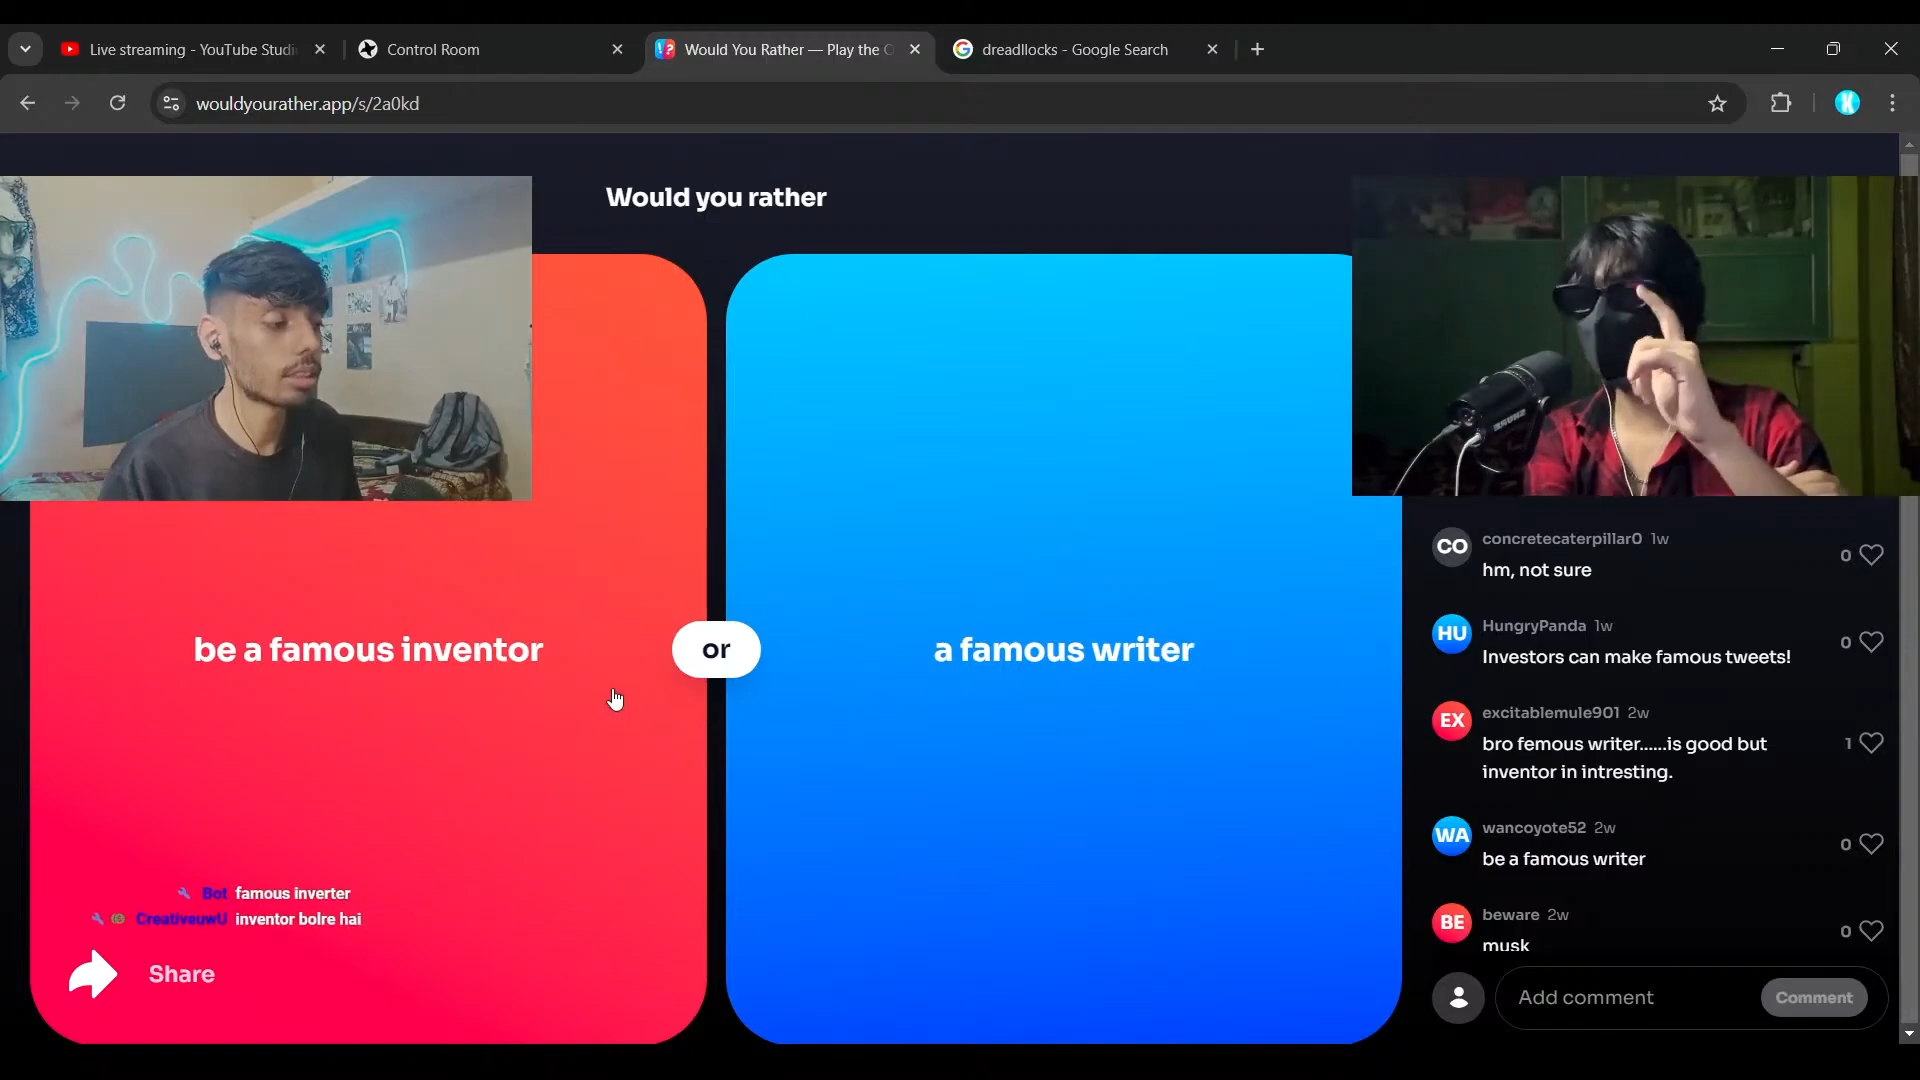 Live streaming - YouTube Studi
Control Room
Would You Rather — Play the O
dreadllocks - Google Search
wouldyourather.app/s/2a0kd
Would you rather
be a famous inventor
or
a famous writer
Bot famous inverter
CreativeuwU inventor bolre hai
Share
CO
concretecaterpillar0 1w
hm, not sure
0
HU
HungryPanda 1w
Investors can make famous tweets!
0
EX
excitablemule901 2w
bro femous writer......is good but
inventor in intresting.
1
WA
wancoyote52 2w
be a famous writer
0
BE
beware 2w
musk
0
Add comment
Comment